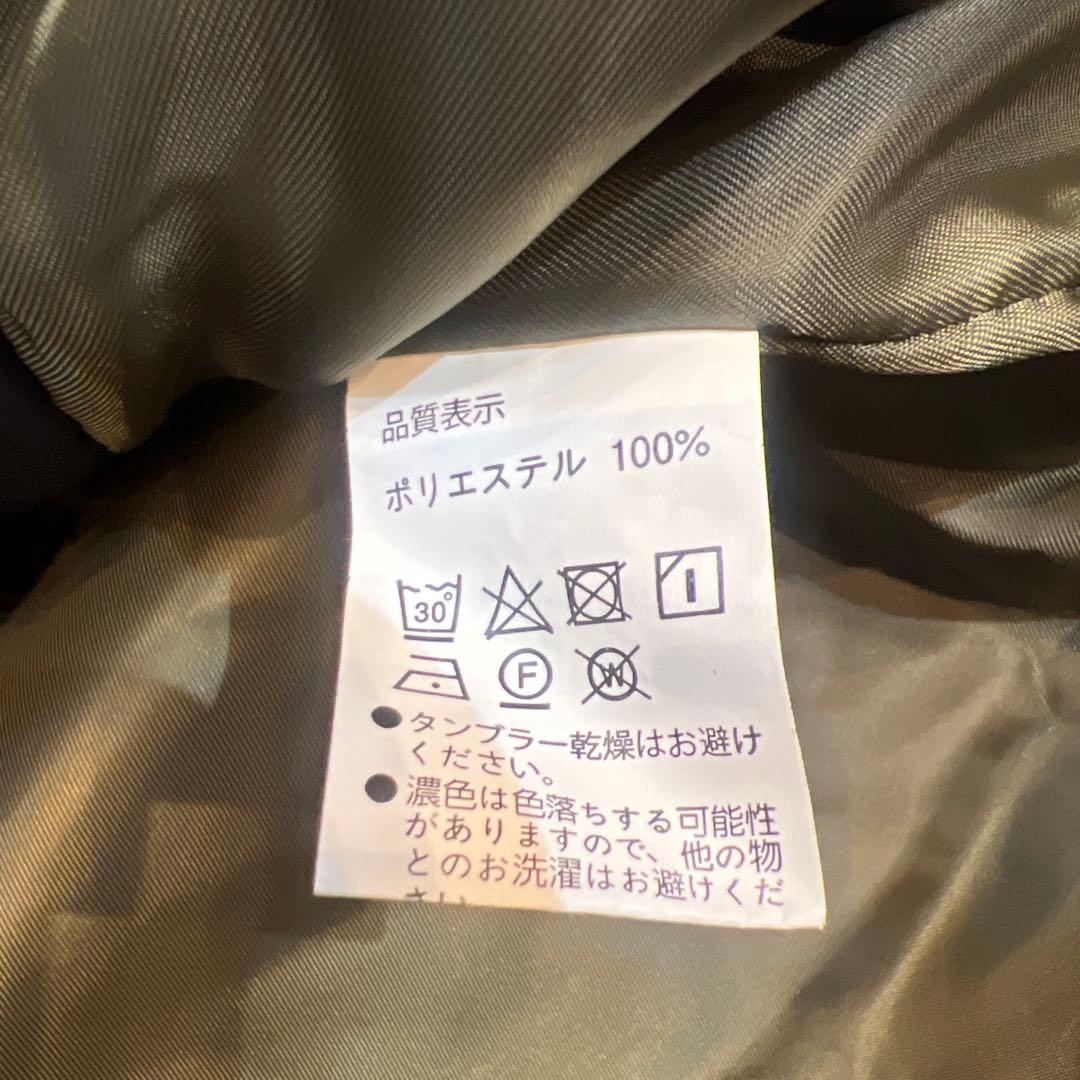 品質表示
ポリエステル 100%
30°
F
W
●タンブラー乾燥はお避け
ください。
●濃色は色落ちする可能性
がありますので、他の物
とのお洗濯はお避けくだ
さい